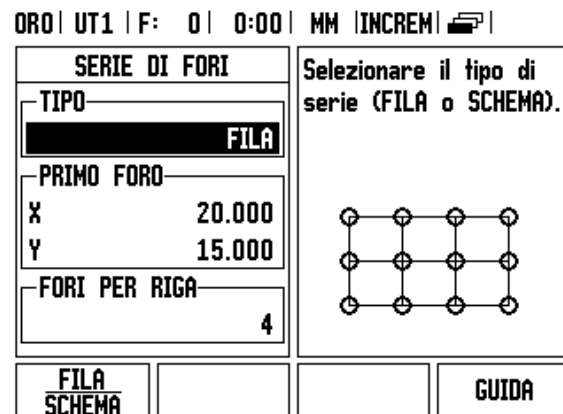 ORO | UT1 | F: 0 | 0:00 | MM | INCREM |
SERIE DI FORI
TIPO
FILA
PRIMO FORO
X 20.000
Y 15.000
FORI PER RIGA
4
Selezionare il tipo di
serie (FILA o SCHEMA).
FILA
SCHEMA
GUIDA